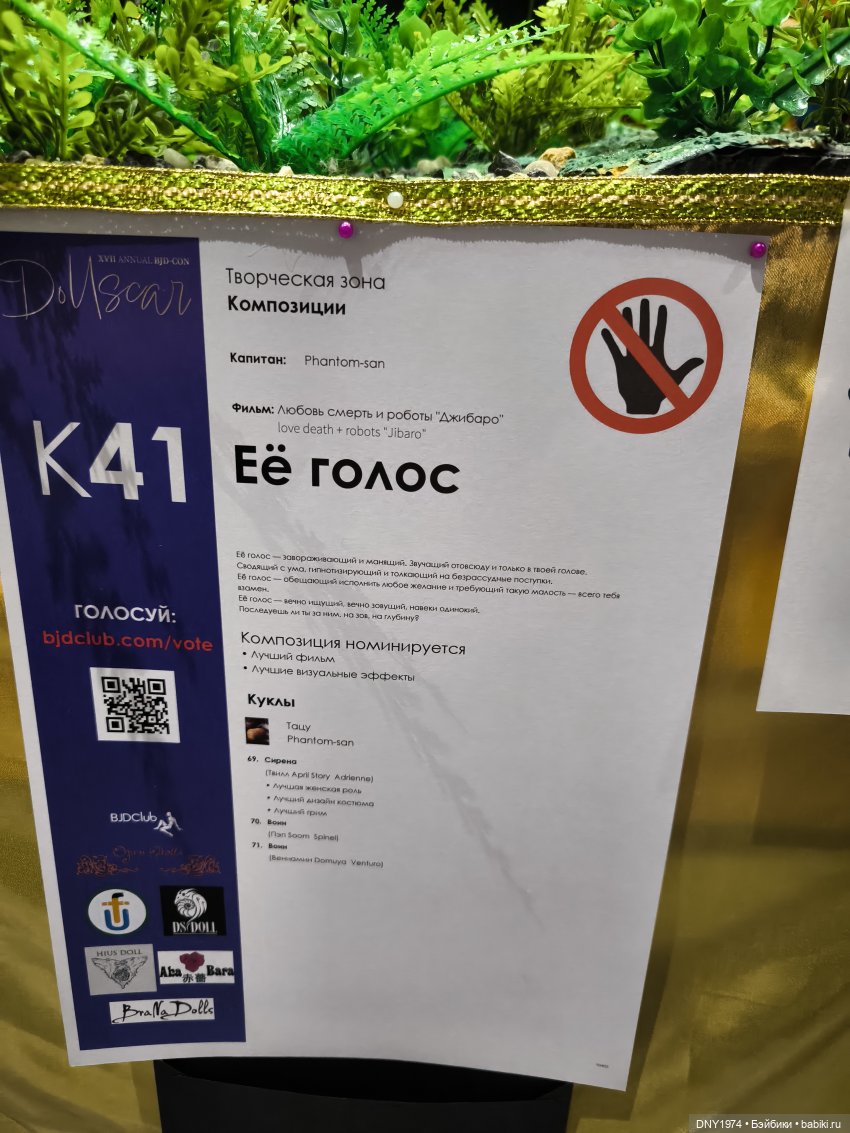 XVII ANNUAL BJD-CON
Dollscar
K41
ГОЛОСУЙ:
bjdclub.com/vote
BJDClub
DS/DOLL
HIUS DOLL
Aka Bara
赤薔
BraNaDolls
Творческая зона
Композиции
Капитан: Phantom-san
Фильм: Любовь смерть и роботы "Джибаро"
love death + robots "Jibaro"
Её голос
Её голос — завораживающий и манящий. Звучащий отовсюду и только в твоей голове.
Сводящий с ума, гипнотизирующий и толкающий на безрассудные поступки.
Её голос — обещающий исполнить любое желание и требующий такую малость — всего тебя
взамен.
Её голос — вечно ищущий, вечно зовущий, навеки одинокий.
Последуешь ли ты за ним, на зов, на глубину?
Композиция номинируется
• Лучший фильм
• Лучшие визуальные эффекты
Куклы
Тацу
Phantom-san
69. Сирена
(Твилл April Story Adrienne)
• Лучшая женская роль
• Лучший дизайн костюма
• Лучший грим
70. Воин
(Пэл Soom Spinel)
71. Воин
(Веннамин Domuya Venturo)
DNY1974 • Бэйбики • babiki.ru